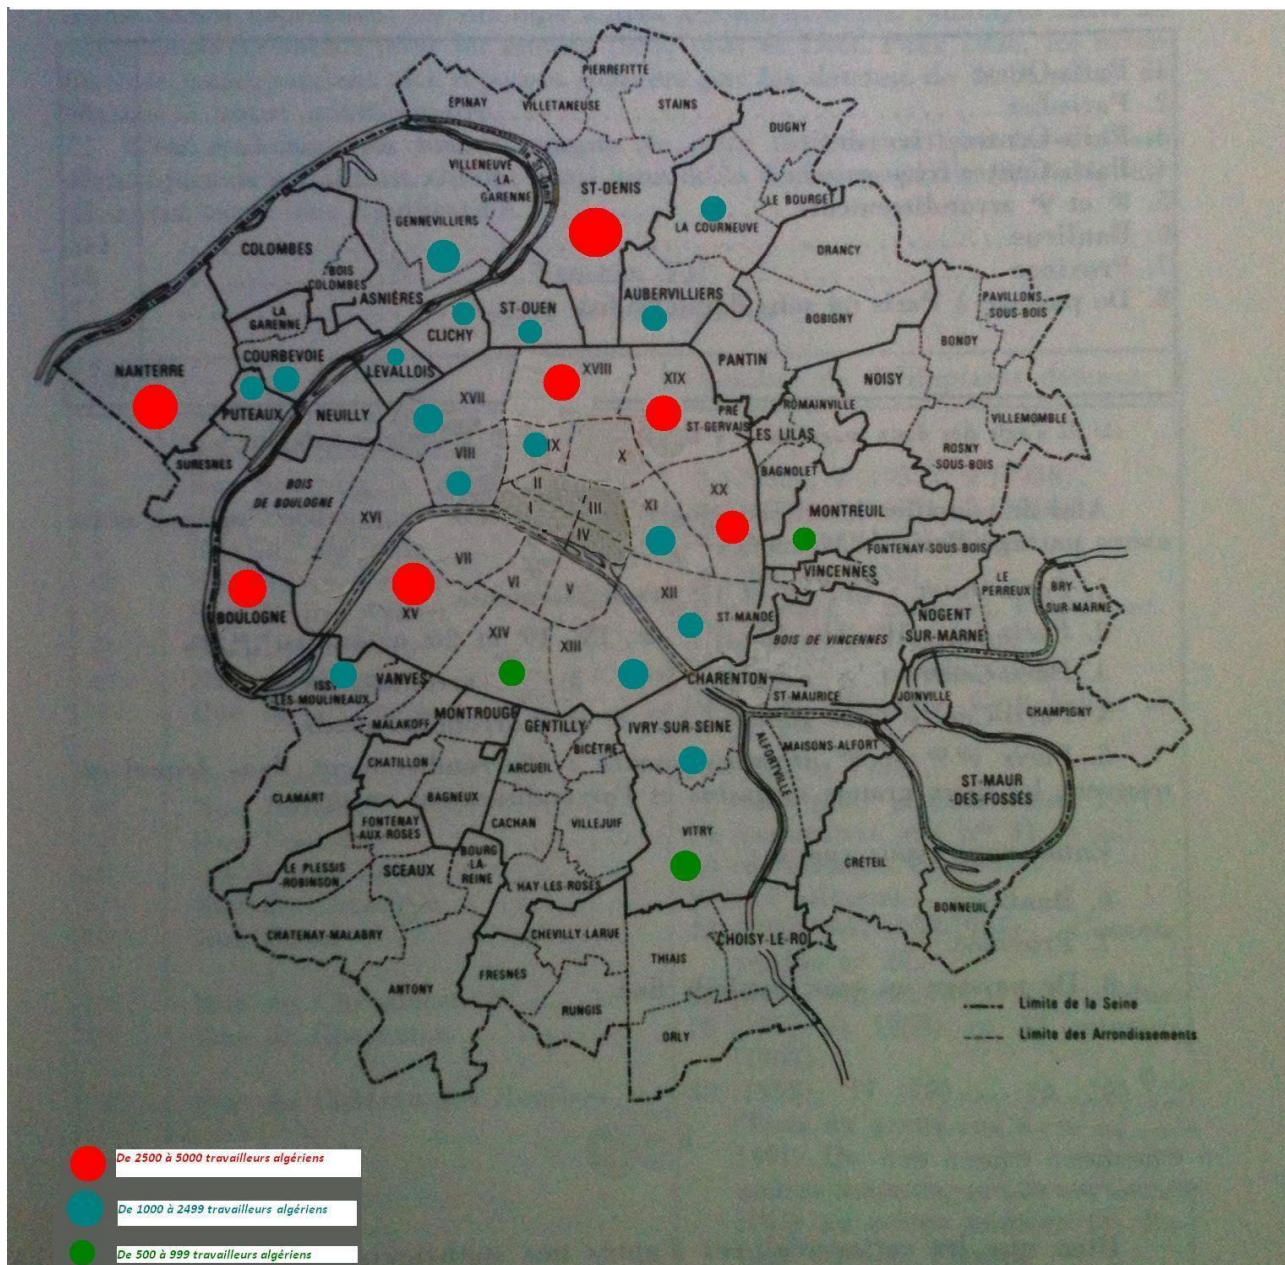 PIERREFITTE
ÉPINAY
VILLETANEUSE
STAINS
DUGNY
VILLENEUVE
-LA-
GARENNE
ST-DENIS
LE BOURGET
GENNEVILLIERS
LA COURNEUVE
COLOMBES
DRANCY
BOIS
COLOMBES
ASNIÈRES
AUBERVILLIERS
PAVILLONS
-SOUS-BOIS
ST-OUEN
LA
GARENNE
CLICHY
BOBIGNY
BONDY
COURBEVOIE
PANTIN
NANTERRE
LEVALLOIS
XVIII
XIX
NOISY
PUTEAUX
NEUILLY
XVII
PRÉ
ST-GERVAIS
ROMAINVILLE
VILLEMOMBLE
LES LILAS
SURESNES
VIII
IX
X
ROSNY
-SOUS-BOIS
BAGNOLET
BOIS
DE BOULOGNE
II
XX
I
III
XI
MONTREUIL
XVI
IV
FONTENAY-SOUS-BOIS
VII
VINCENNES
VI
V
XII
LE
PERREUX
BRY
-SUR-MARNE
BOULOGNE
XV
ST-MANDÉ
NOGENT
SUR-MARNE
XIV
XIII
BOIS DE VINCENNES
ISSY
LES-MOULINEAUX
VANVES
CHARENTON
ST-MAURICE
JOINVILLE
MALAKOFF
MONTROUGE
CHAMPIGNY
GENTILLY
IVRY-SUR-SEINE
BICÊTRE
MAISONS-ALFORT
ALFORTVILLE
CHATILLON
ARCUEIL
ST-MAUR
DES-FOSSÉS
CLAMART
BAGNEUX
FONTENAY
-AUX-ROSES
CACHAN
VILLEJUIF
VITRY
LE PLESSIS
-ROBINSON
SCEAUX
BOURG
-LA-
REINE
CRÉTEIL
L'HAY-LES-ROSES
BONNEUIL
CHATENAY-MALABRY
CHEVILLY-LARUE
CHOISY-LE-ROI
THIAIS
FRESNES
ANTONY
RUNGIS
ORLY
Limite de la Seine
Limite des Arrondissements
De 2500 à 5000 travailleurs algériens
De 1000 à 2499 travailleurs algériens
De 500 à 999 travailleurs algériens